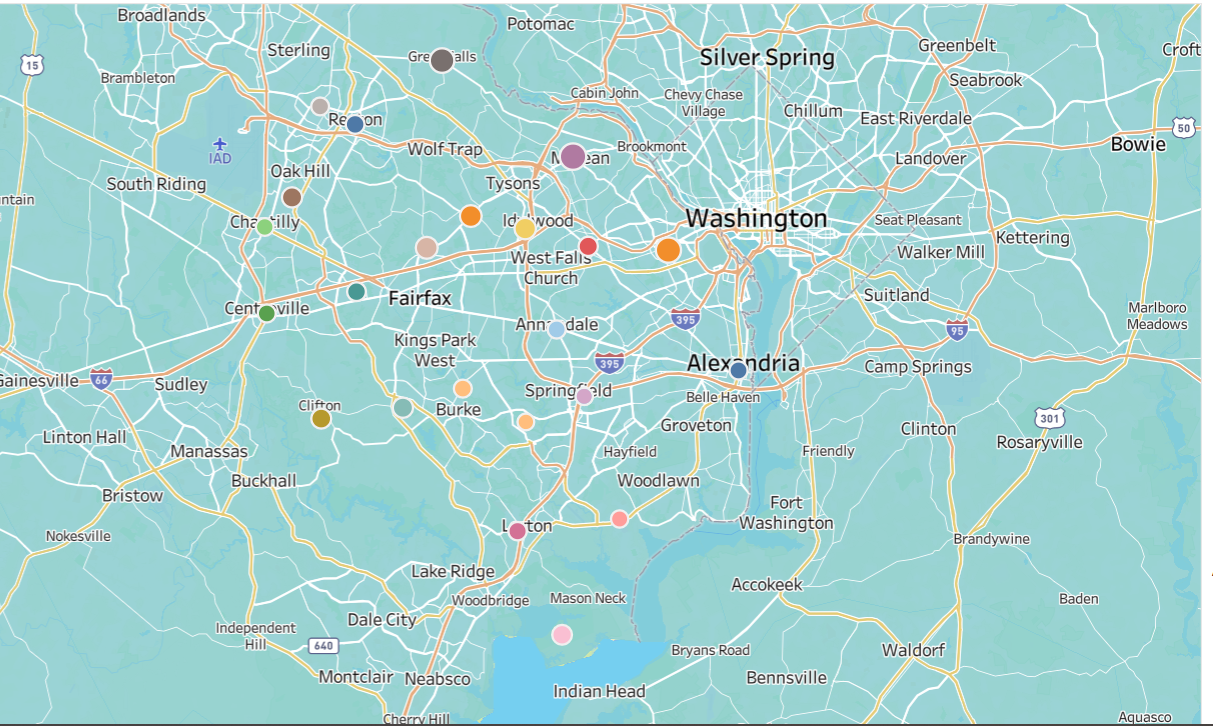 Broadlands
Potomac
Silver Spring
Greenbelt
Croft
Sterling
15
Brambleton
Cabin John
Chevy Chase
Village
Seabrook
Chillum
East Riverdale
50
Bowie
IAD
Wolf Trap
Brookmont
Landover
Oak Hill
South Riding
Tysons
ntain
Washington
Seat Pleasant
Kettering
Walker Mill
West Falls
Church
Fairfax
Suitland
Marlboro
Meadows
395
95
Kings Park
West
395
Camp Springs
Gainesville
66
Sudley
Belle Haven
Clifton
Burke
Groveton
301
Rosaryville
Clinton
Linton Hall
Manassas
Hayfield
Friendly
Buckhall
Woodlawn
Bristow
Fort
Washington
Nokesville
Brandywine
Lake Ridge
Accokeek
Woodbridge
Mason Neck
Baden
Dale City
Independent
Hill
640
Bryans Road
Waldorf
Montclair
Neabsco
Bennsville
Indian Head
Cherry Hill
Aquasco